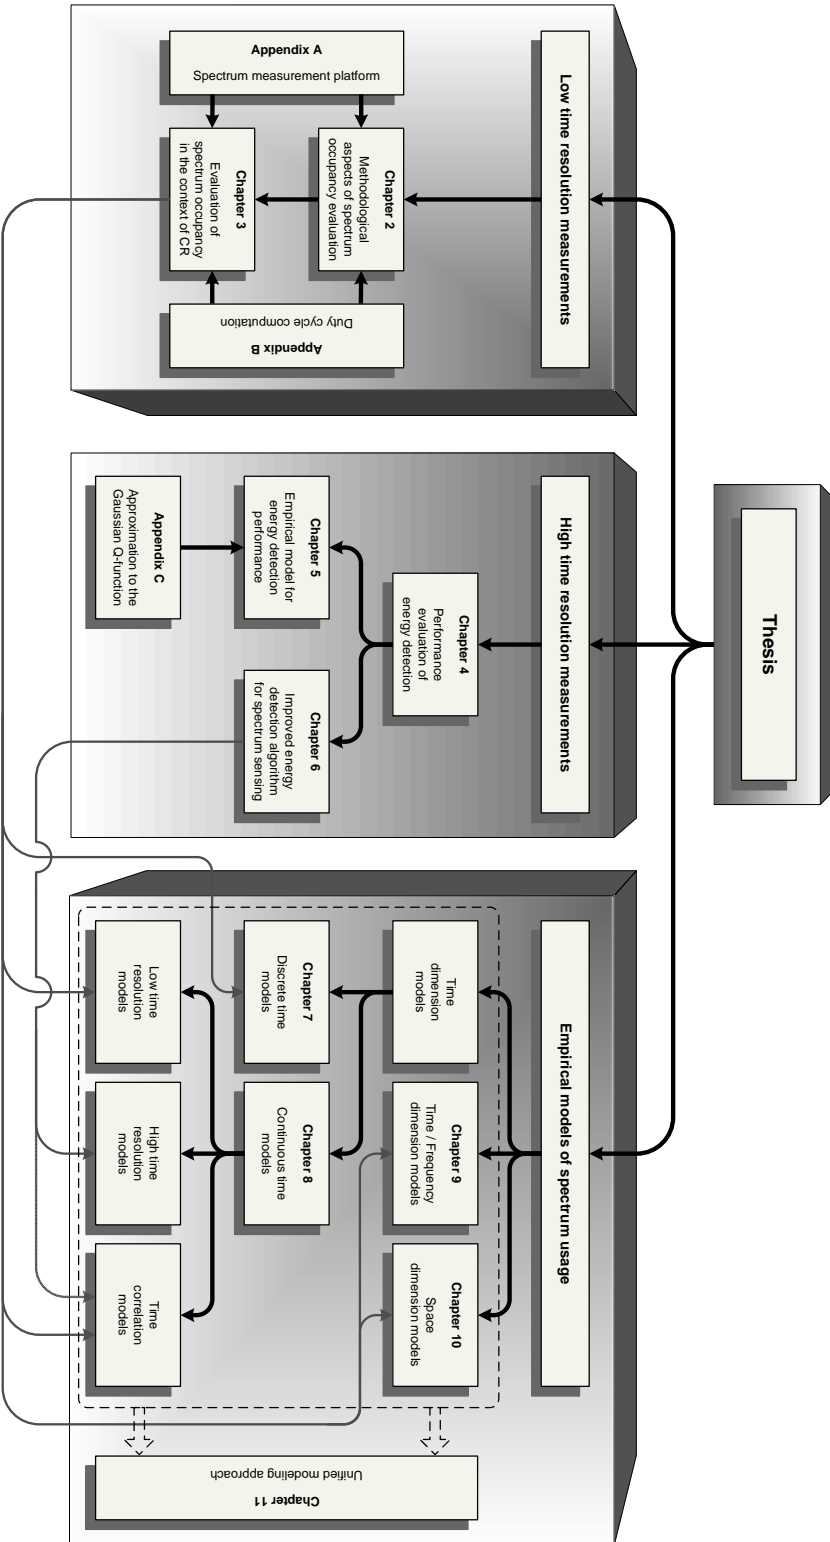 Thesis
Low time resolution measurements
Appendix A
Spectrum measurement platform
Chapter 2
Methodological
aspects of spectrum
occupancy evaluation
Chapter 3
Evaluation of
spectrum occupancy
in the context of CR
Appendix B
Duty cycle computation
High time resolution measurements
Chapter 4
Performance
evaluation of
energy detection
Chapter 5
Empirical model for
energy detection
performance
Chapter 6
Improved energy
detection algorithm
for spectrum sensing
Appendix C
Approximation to the
Gaussian Q-function
Empirical models of spectrum usage
Time
dimension
models
Chapter 9
Time / Frequency
dimension models
Chapter 10
Space
dimension models
Chapter 7
Discrete time
models
Chapter 8
Continuous time
models
Low time
resolution
models
High time
resolution
models
Time
correlation
models
Chapter 11
Unified modeling approach